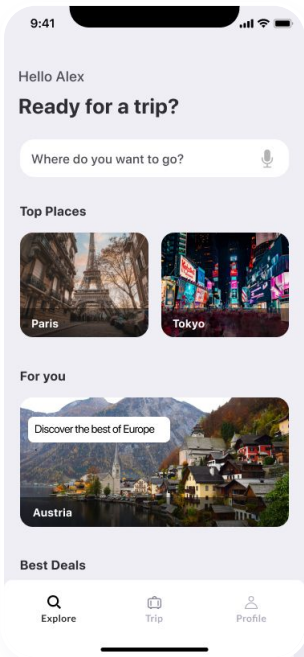 9:41
Hello Alex
Ready for a trip?
Where do you want to go?
Top Places
Paris
Tokyo
For you
Discover the best of Europe
Austria
Best Deals
Explore
Trip
Profile